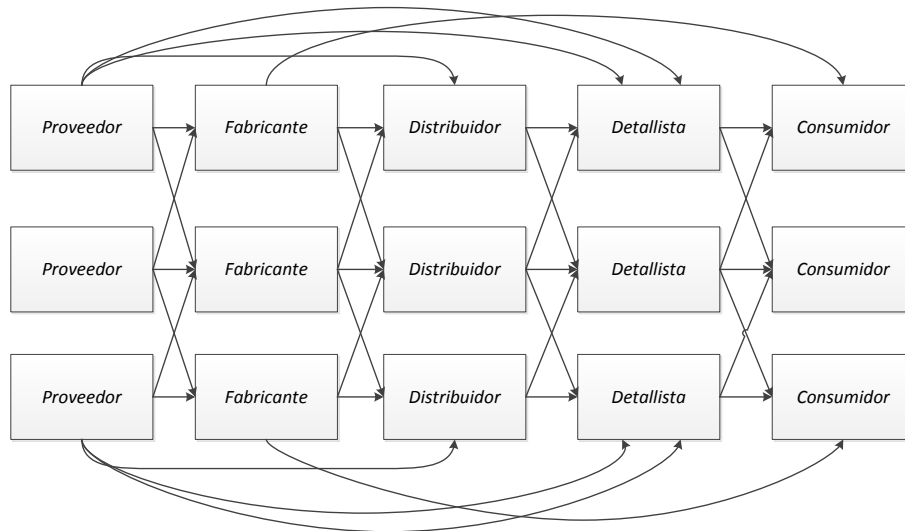 Proveedor
Fabricante
Distribuidor
Detallista
Consumidor
Proveedor
Fabricante
Distribuidor
Detallista
Consumidor
Proveedor
Fabricante
Distribuidor
Detallista
Consumidor